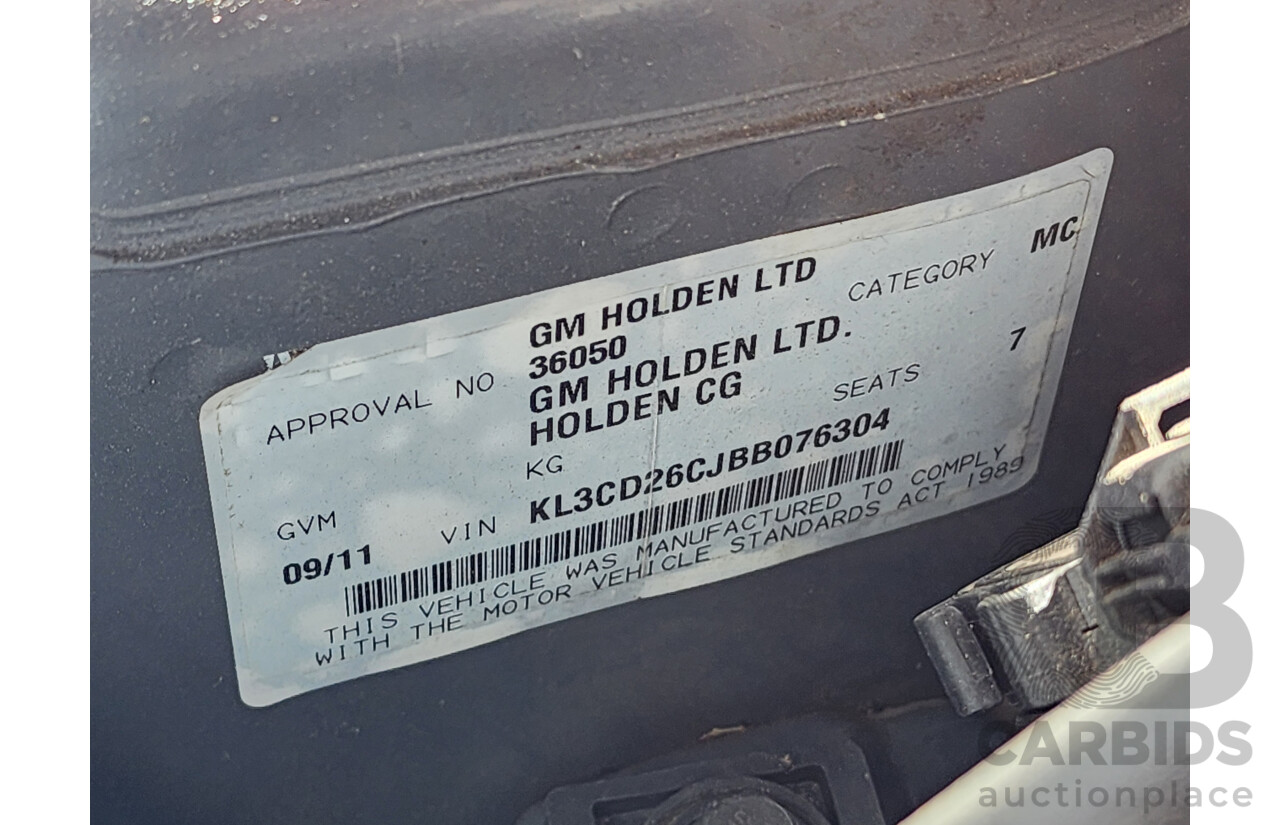 GM HOLDEN LTD
APPROVAL NO 36050 CATEGORY MC
GM HOLDEN LTD.
HOLDEN CG SEATS 7
GVM KG
09/11 VIN KL3CD26CJBB076304
THIS VEHICLE WAS MANUFACTURED TO COMPLY
WITH THE MOTOR VEHICLE STANDARDS ACT 1989
B
CARBIDS
auctionplace